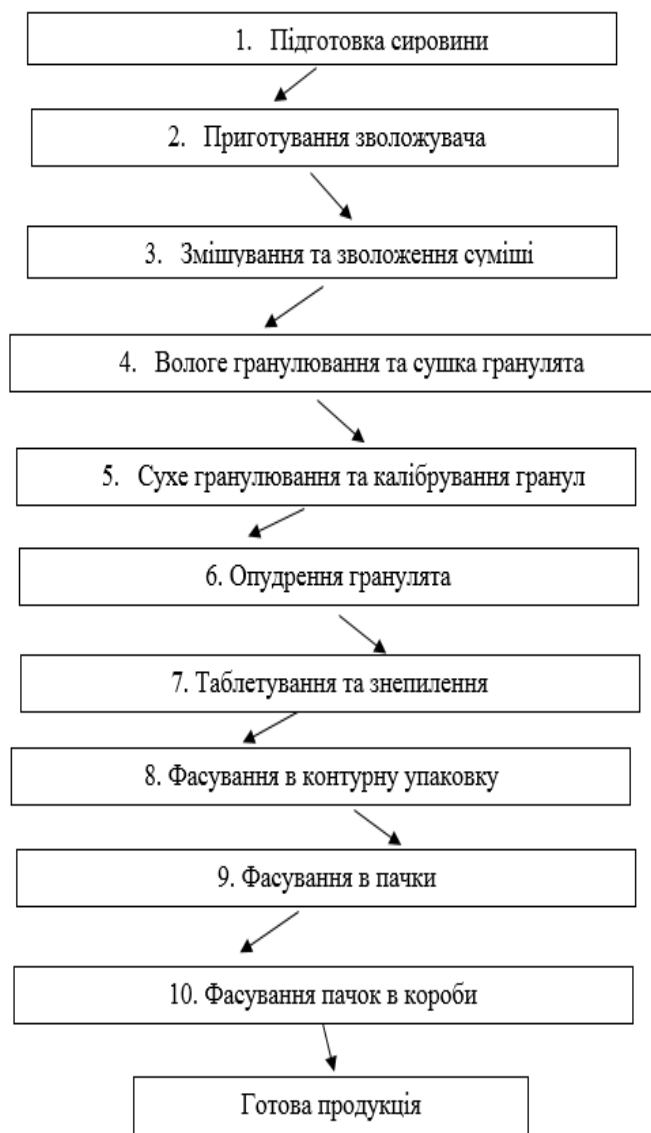 1. Підготовка сировини
2. Приготування зволожувача
3. Змішування та зволоження суміші
4. Вологе гранулювання та сушка гранулята
5. Сухе гранулювання та калібрування гранул
6. Опудрення гранулята
7. Таблетування та знепилення
8. Фасування в контурну упаковку
9. Фасування в пачки
10. Фасування пачок в короби
Готова продукція